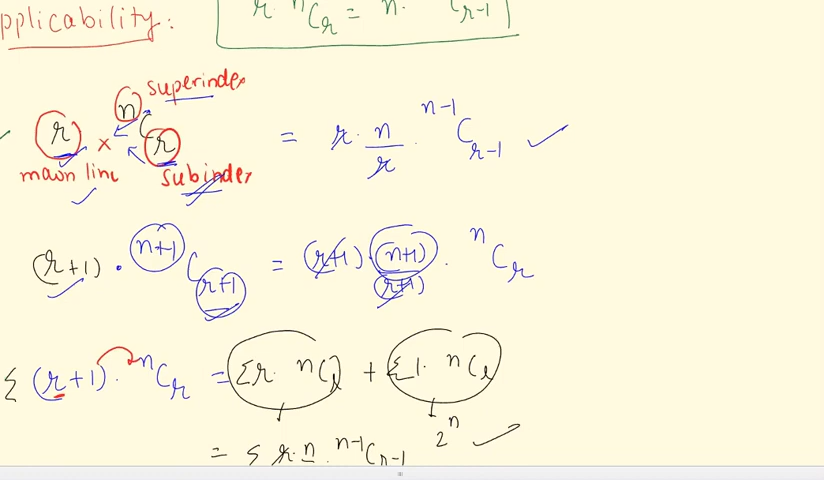 pplicability:
r · ⁿCᵣ = n · Cᵣ₋₁
superindex
r × ⁿCᵣ = r · n/r · ⁿ⁻¹Cᵣ₋₁ ✓
main line
subindex
(r+1) · ⁿ⁺¹Cᵣ₊₁ = (r+1) · (n+1)/(r+1) · ⁿCᵣ
Σ (r+1) · ⁿCᵣ = Σr · ⁿCᵣ + Σ1 · ⁿCᵣ
2ⁿ ✓
= Σ r · n · ⁿ⁻¹Cᵣ₋₁